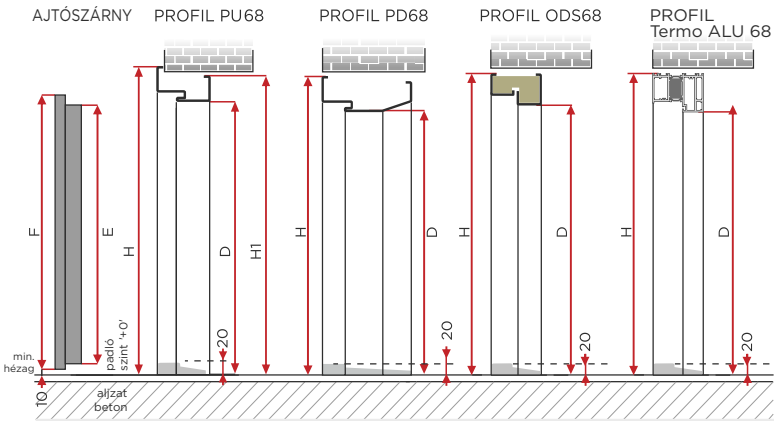 AJTÓSZÁRNY
PROFIL PU68
PROFIL PD68
PROFIL ODS68
PROFIL
Termo ALU 68
F
E
H
D
H1
H
D
H
D
H
D
padló
szint '+0'
20
20
20
20
min.
hézag
10
aljzat
beton